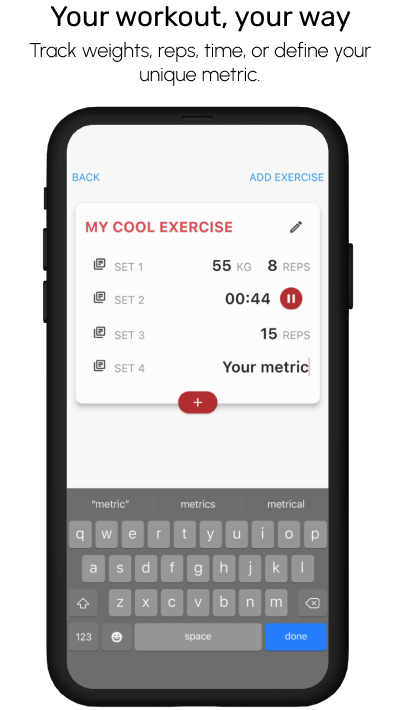 Your workout, your way
Track weights, reps, time, or define your
unique metric.
BACK ADD EXERCISE
MY COOL EXERCISE
SET 1 55 KG 8 REPS
SET 2 00:44
SET 3 15 REPS
SET 4 Your metric
+
“metric” metrics metrical
q w e r t y u i o p
a s d f g h j k l
z x c v b n m
123 space done